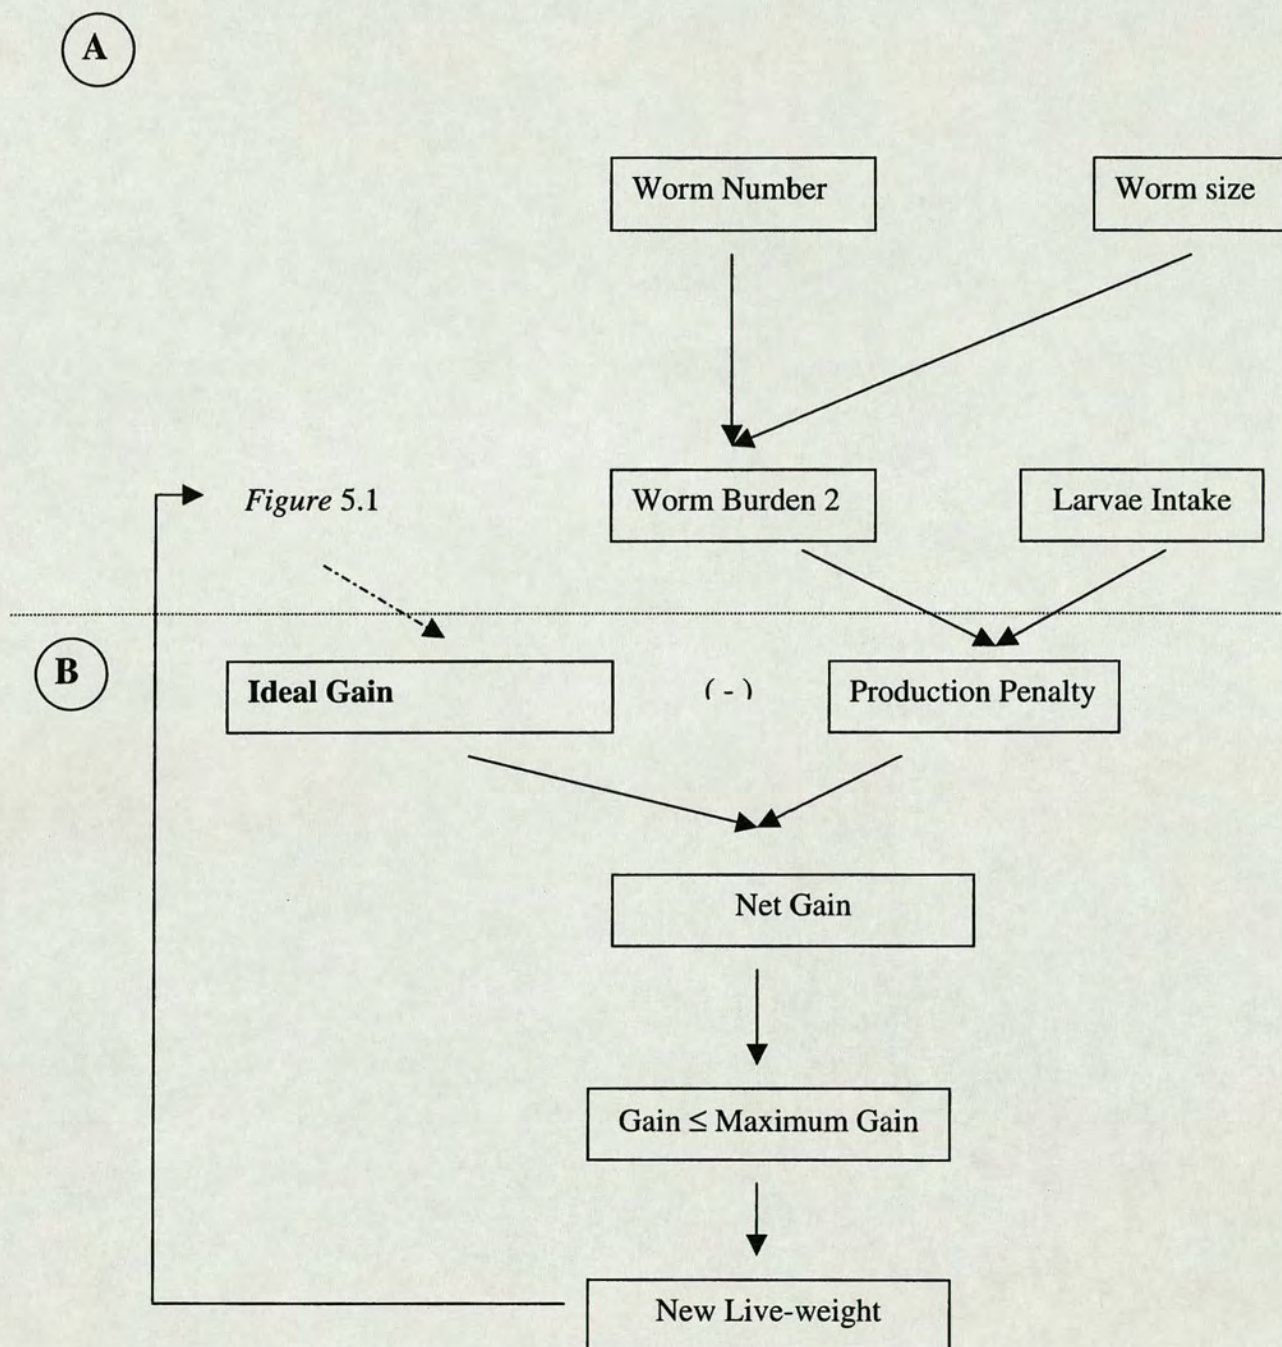 A
Worm Number
Worm size
Figure 5.1
Worm Burden 2
Larvae Intake
B
Ideal Gain
( - )
Production Penalty
Net Gain
Gain ≤ Maximum Gain
New Live-weight